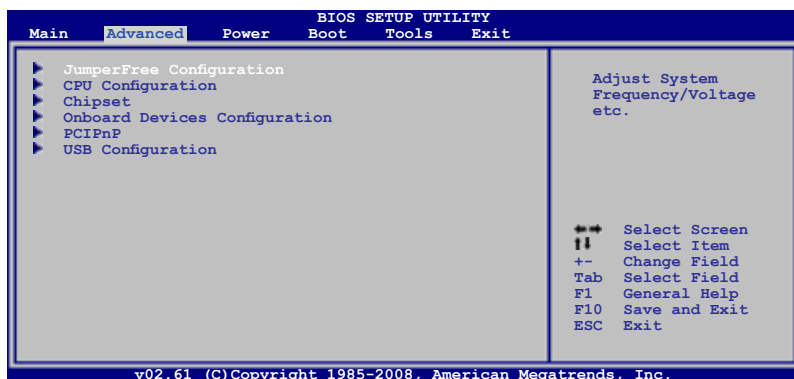 BIOS SETUP UTILITY
Main Advanced Power Boot Tools Exit
JumperFree Configuration
CPU Configuration
Chipset
Onboard Devices Configuration
PCIPnP
USB Configuration
Adjust System
Frequency/Voltage
etc.
←→ Select Screen
↑↓ Select Item
+- Change Field
Tab Select Field
F1 General Help
F10 Save and Exit
ESC Exit
v02.61 (C)Copyright 1985-2008, American Megatrends, Inc.